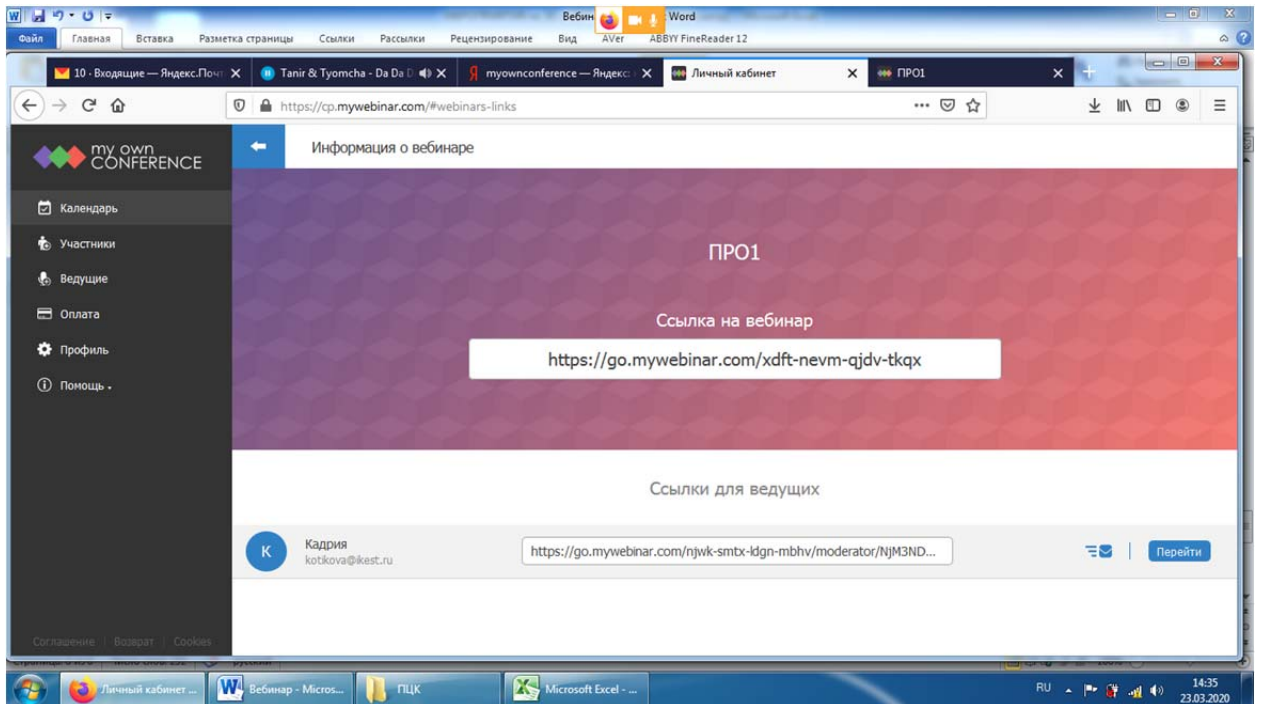 Вебин Word
Файл Главная Вставка Разметка страницы Ссылки Рассылки Рецензирование Вид AVer ABBYY FineReader 12
10 · Входящие — Яндекс.Почт Tanir & Tyomcha - Da Da D myownconference — Яндекс: Личный кабинет ПРО1
https://cp.mywebinar.com/#webinars-links
my own
CONFERENCE
Информация о вебинаре
Календарь
Участники
Ведущие
Оплата
Профиль
Помощь
ПРО1
Ссылка на вебинар
https://go.mywebinar.com/xdft-nevm-qjdv-tkqx
Ссылки для ведущих
К
Кадрия
kotikova@ikest.ru
https://go.mywebinar.com/njwk-smtx-ldgn-mbhv/moderator/NjM3ND...
Перейти
Соглашение | Возврат | Cookies
Личный кабинет ... Вебинар - Micros... ПЦК Microsoft Excel - ...
RU
14:35
23.03.2020